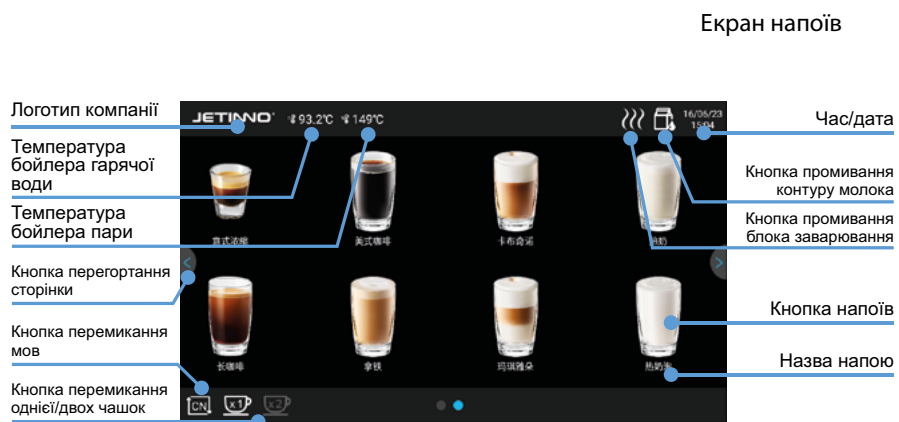 Екран напоїв
Логотип компанії
Температура
бойлера гарячої
води
Температура
бойлера пари
Кнопка перегортання
сторінки
Кнопка перемикання
мов
Кнопка перемикання
однієї/двох чашок
JETINNO
93.2℃ 149℃
16/06/23
15:04
意式浓缩 美式咖啡 卡布奇诺 热奶
长咖啡 拿铁 玛琪雅朵 热奶泡
CN x1 x2
Час/дата
Кнопка промивання
контуру молока
Кнопка промивання
блока заварювання
Кнопка напоїв
Назва напою